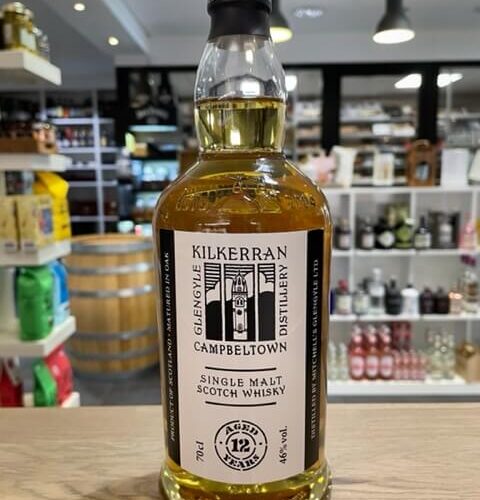 KILKERRAN
GLENGYLE
DISTILLERY
CAMPBELTOWN
SINGLE MALT
SCOTCH WHISKY
AGED
12
YEARS
70cl
46% vol.
PRODUCT OF SCOTLAND · MATURED IN OAK
DISTILLED BY MITCHELL'S GLENGYLE LTD